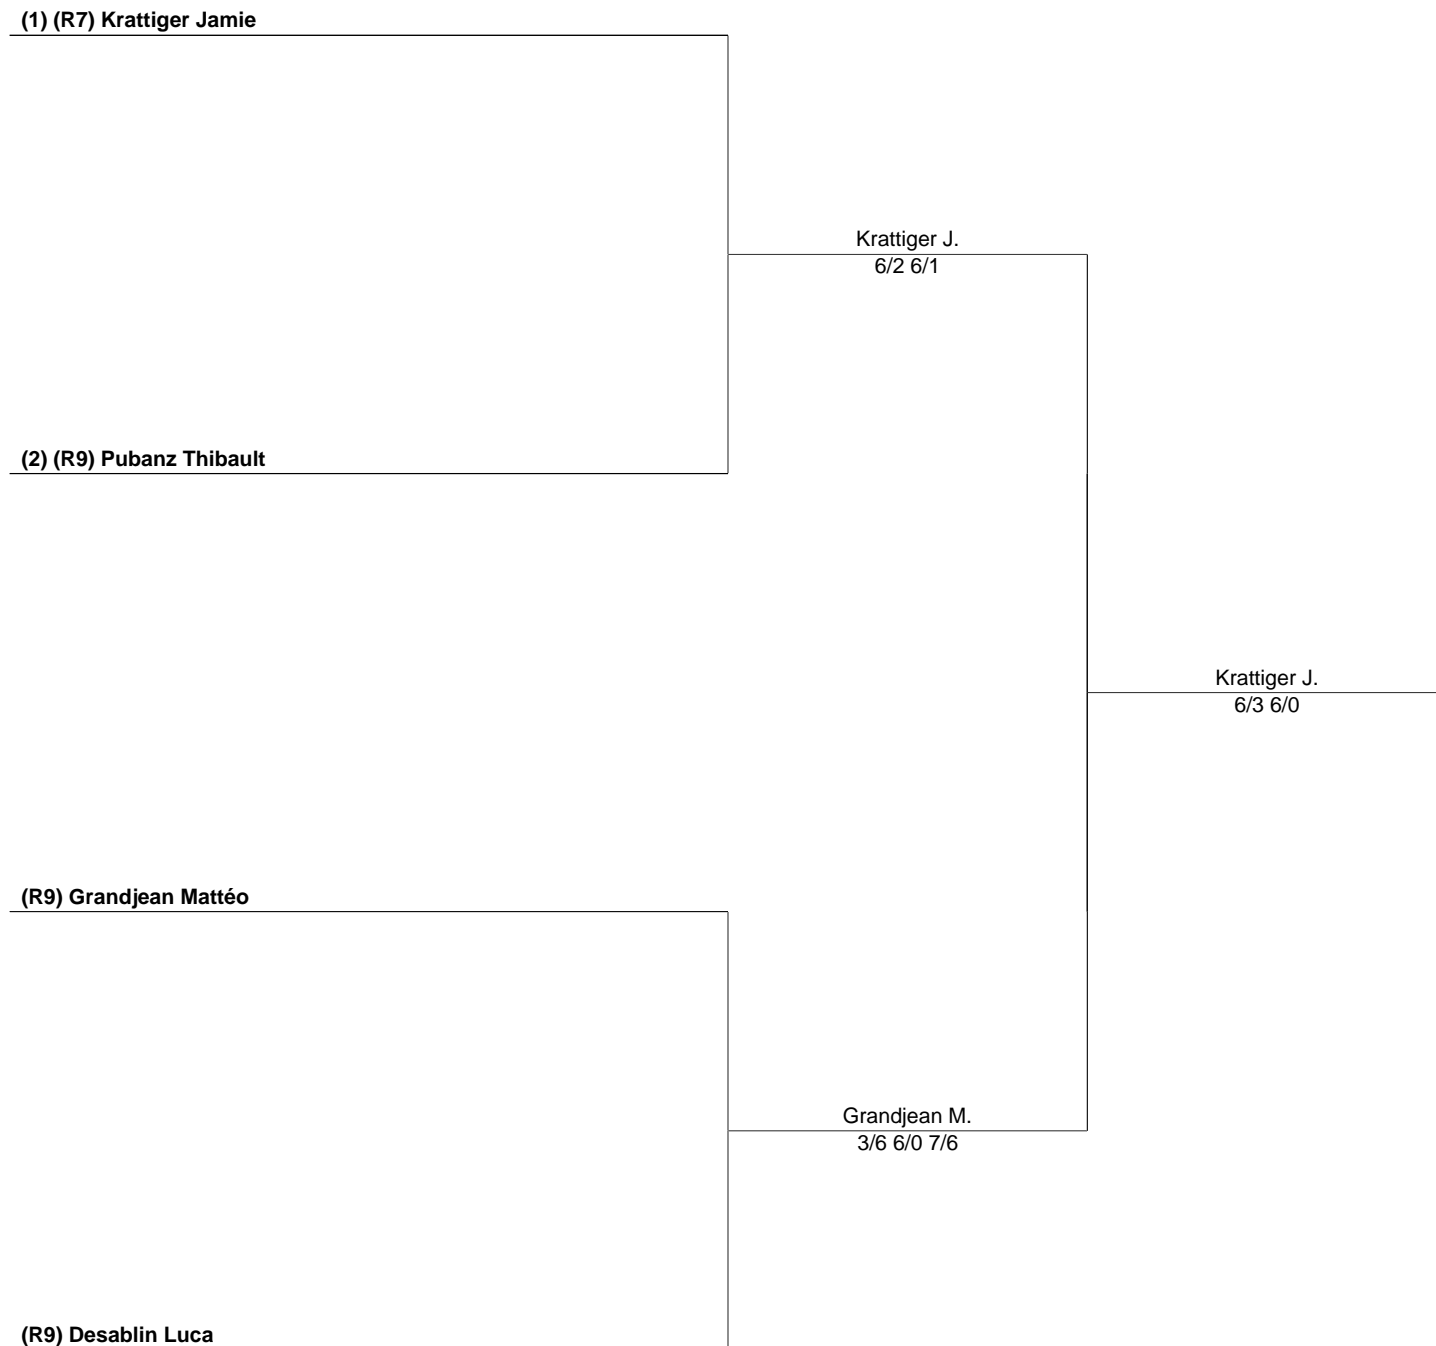 (1) (R7) Krattiger Jamie
Krattiger J.
6/2 6/1
(2) (R9) Pubanz Thibault
Krattiger J.
6/3 6/0
(R9) Grandjean Mattéo
Grandjean M.
3/6 6/0 7/6
(R9) Desablin Luca